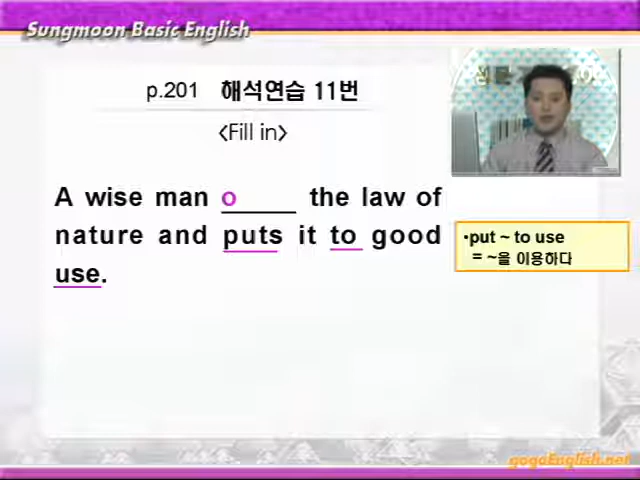 Sungmoon Basic English
p.201 해석연습 11번
<Fill in>
A wise man o______ the law of
nature and puts it to good
use.
•put ~ to use
= ~을 이용하다
gogoEnglish.net